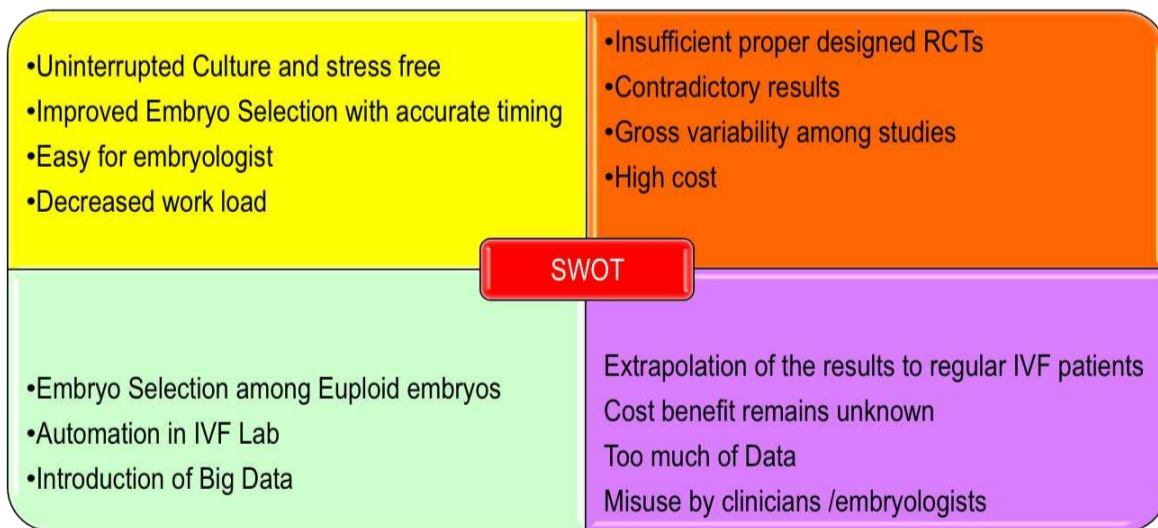 •Uninterrupted Culture and stress free
•Improved Embryo Selection with accurate timing
•Easy for embryologist
•Decreased work load
•Insufficient proper designed RCTs
•Contradictory results
•Gross variability among studies
•High cost
SWOT
•Embryo Selection among Euploid embryos
•Automation in IVF Lab
•Introduction of Big Data
Extrapolation of the results to regular IVF patients
Cost benefit remains unknown
Too much of Data
Misuse by clinicians /embryologists